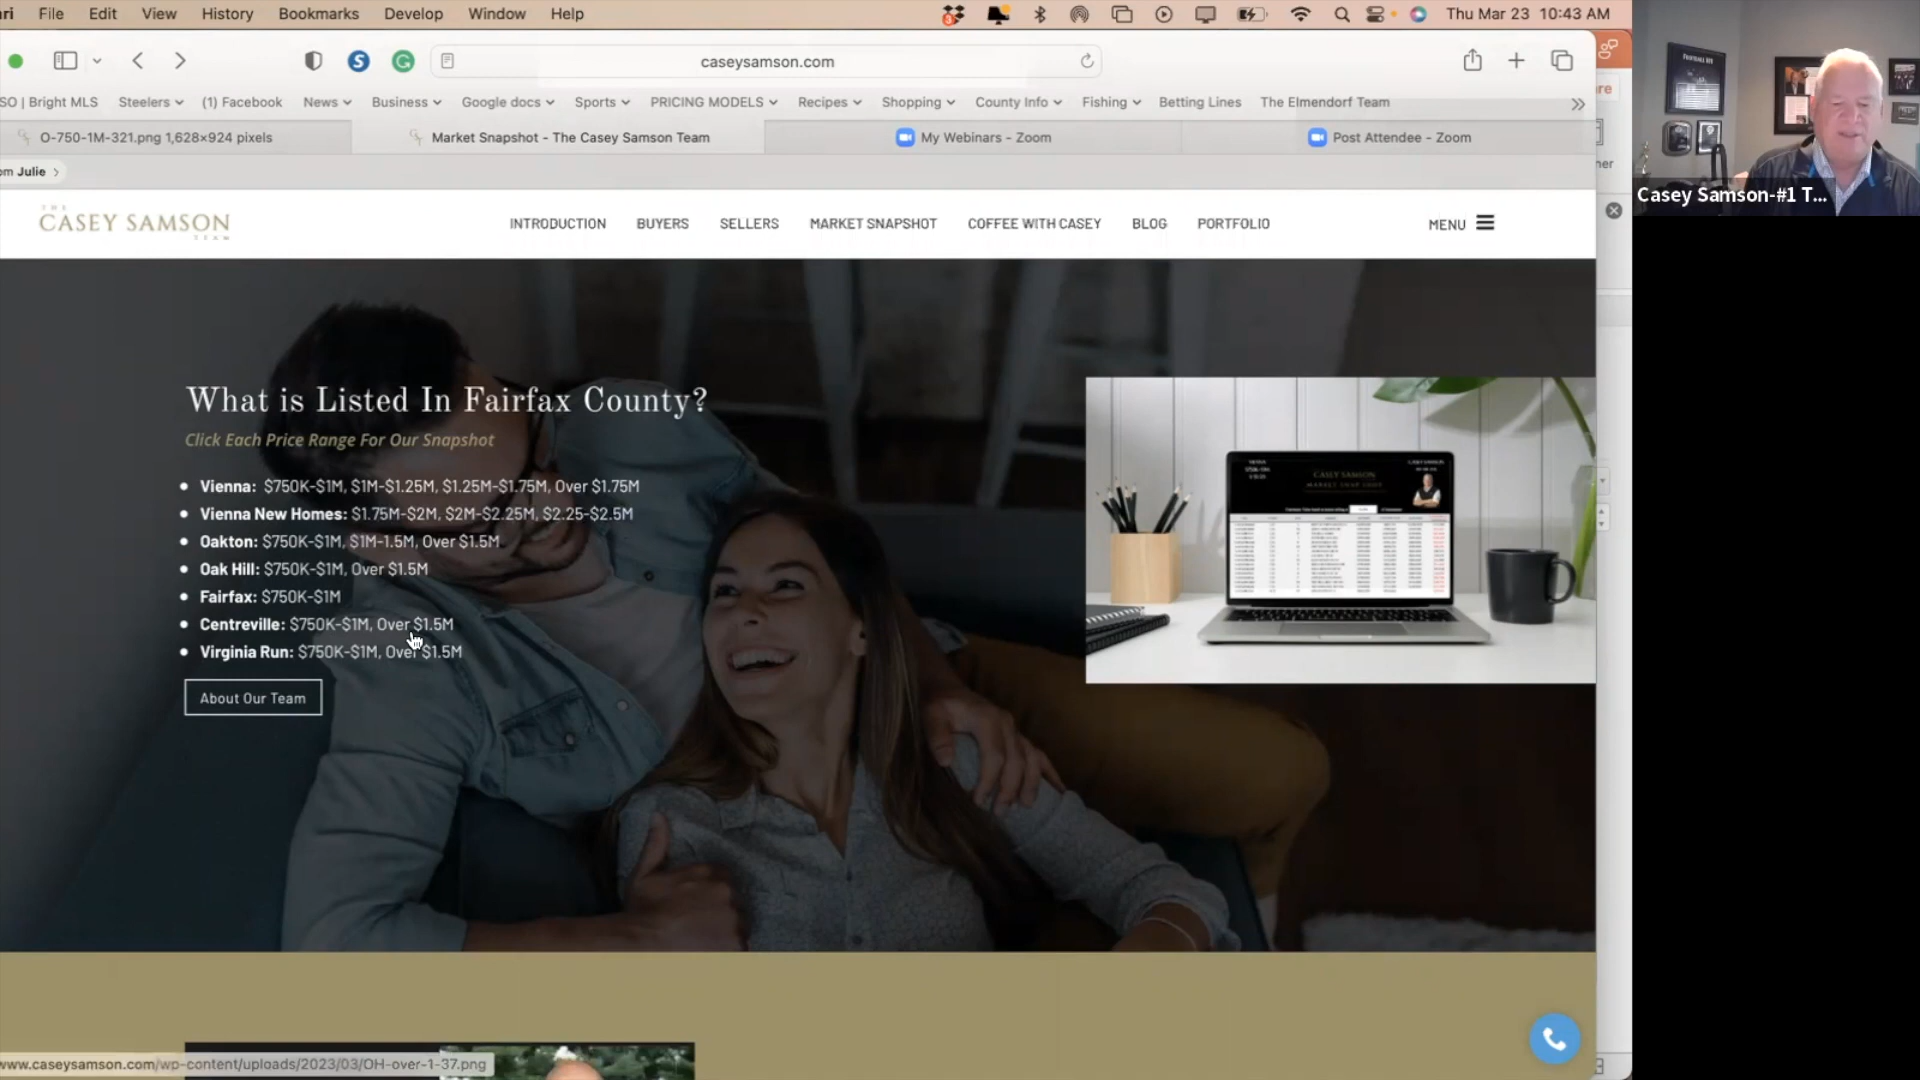 ri File Edit View History Bookmarks Develop Window Help Thu Mar 23 10:43 AM
caseysamson.com
SO | Bright MLS Steelers (1) Facebook News Business Google docs Sports PRICING MODELS Recipes Shopping County Info Fishing Betting Lines The Elmendorf Team
O-750-1M-321.png 1,628×924 pixels Market Snapshot - The Casey Samson Team My Webinars - Zoom Post Attendee - Zoom
om Julie
THE
CASEY SAMSON
TEAM
INTRODUCTION BUYERS SELLERS MARKET SNAPSHOT COFFEE WITH CASEY BLOG PORTFOLIO MENU
What is Listed In Fairfax County?
Click Each Price Range For Our Snapshot
Vienna: $750K-$1M, $1M-$1.25M, $1.25M-$1.75M, Over $1.75M
Vienna New Homes: $1.75M-$2M, $2M-$2.25M, $2.25-$2.5M
Oakton: $750K-$1M, $1M-1.5M, Over $1.5M
Oak Hill: $750K-$1M, Over $1.5M
Fairfax: $750K-$1M
Centreville: $750K-$1M, Over $1.5M
Virginia Run: $750K-$1M, Over $1.5M
About Our Team
CASEY SAMSON
MARKET SNAP SHOT
www.caseysamson.com/wp-content/uploads/2023/03/OH-over-1-37.png
Casey Samson-#1 T...